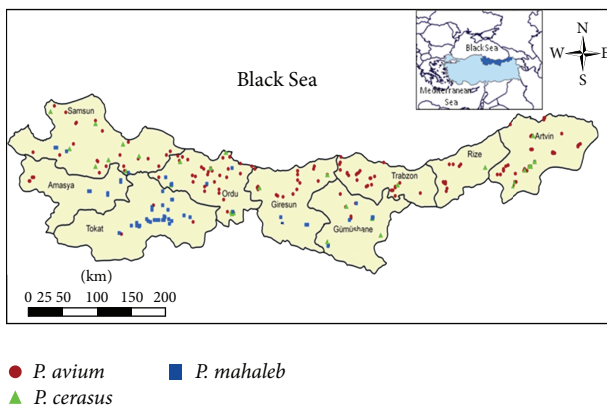 Black Sea
Mediterranean
Sea
N
W E
S
Black Sea
Samsun
Artvin
Rize
Trabzon
Amasya
Ordu
Giresun
Tokat
Gümüshane
(km)
0 25 50 100 150 200
P. avium
P. mahaleb
P. cerasus